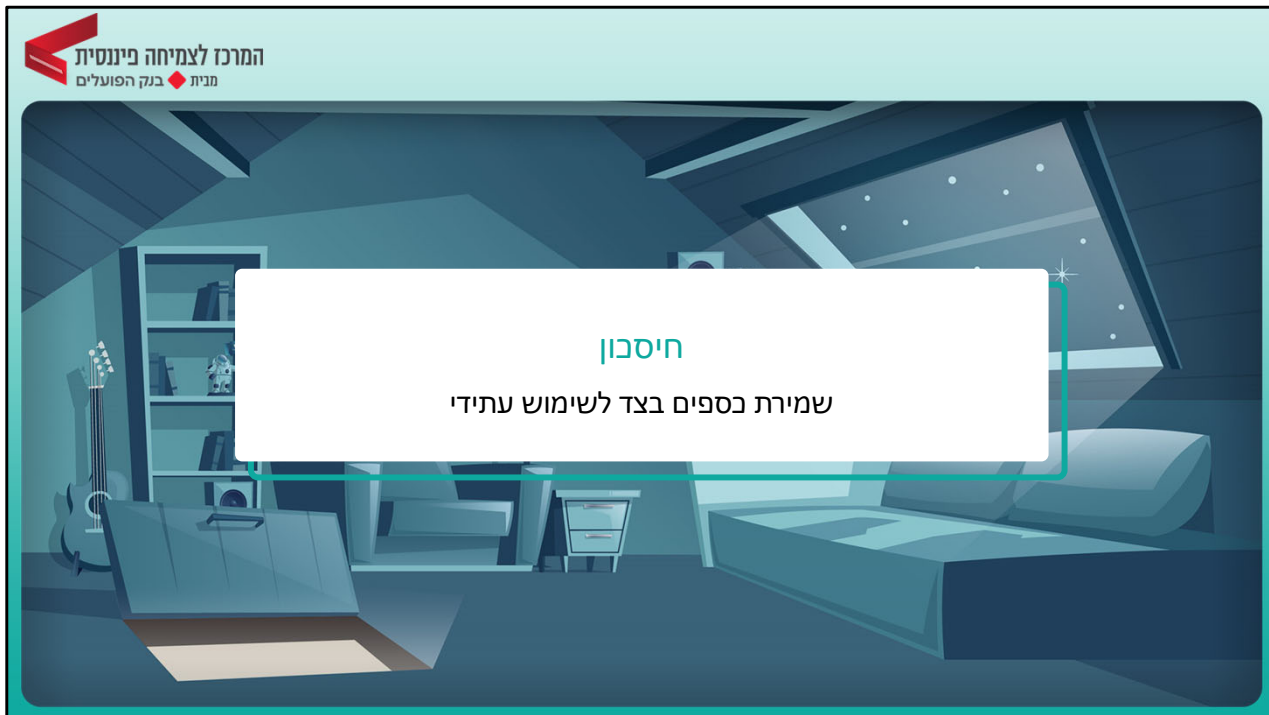 המרכז לצמיחה פיננסית
מבית בנק הפועלים
חיסכון
שמירת כספים בצד לשימוש עתידי